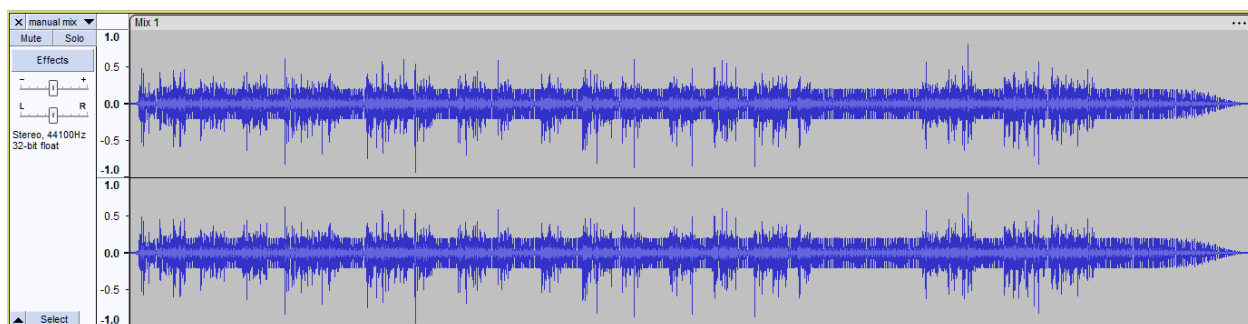 × manual mix ▼
Mix 1
...
Mute Solo
Effects
- +
L R
Stereo, 44100Hz
32-bit float
Select
1.0
0.5
0.0
-0.5
-1.0
1.0
0.5
0.0
-0.5
-1.0